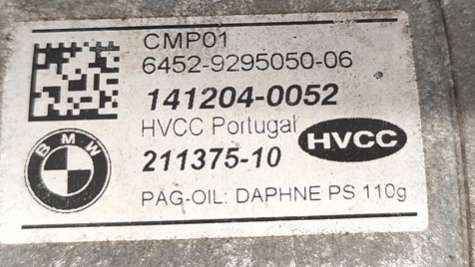 CMP01
6452-9295050-06
141204-0052
HVCC Portugal
HVCC
211375-10
BMW
PAG-OIL: DAPHNE PS 110g